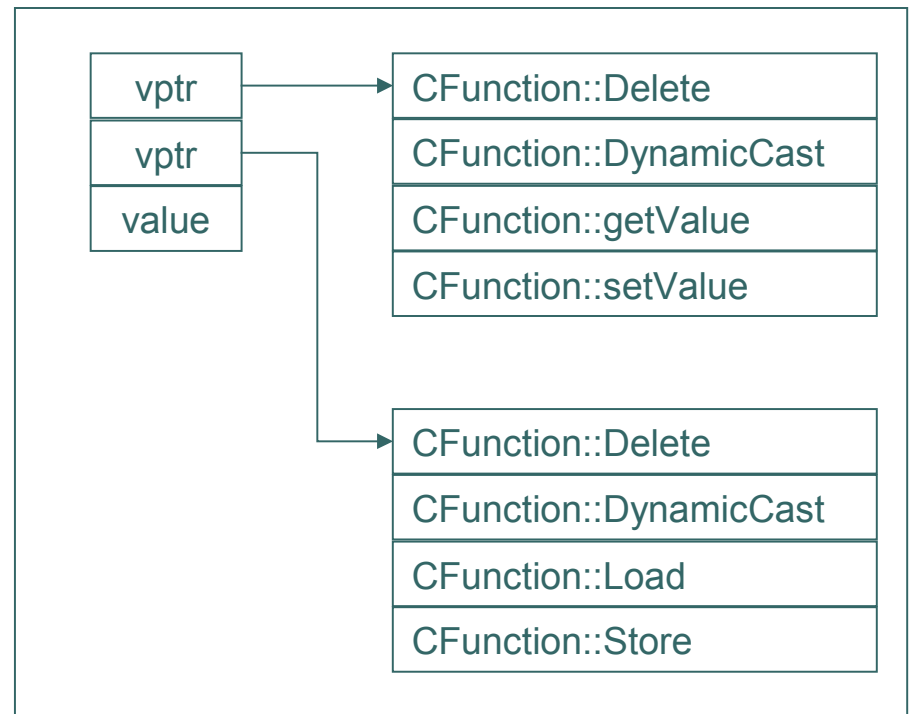 vptr
vptr
value
CFunction::Delete
CFunction::DynamicCast
CFunction::getValue
CFunction::setValue
CFunction::Delete
CFunction::DynamicCast
CFunction::Load
CFunction::Store